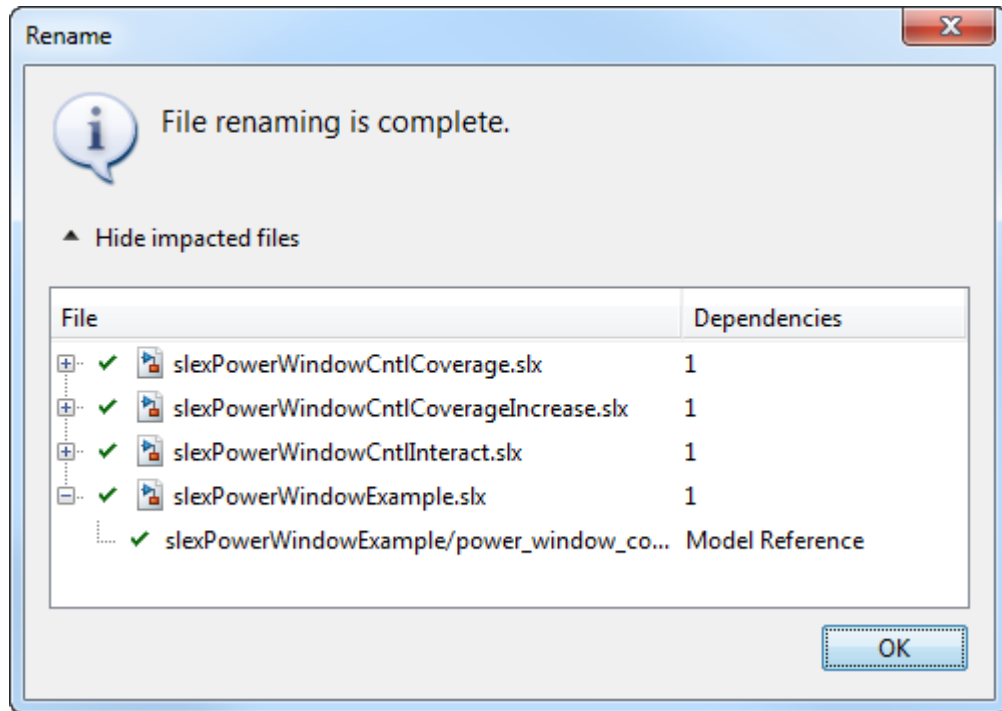 Rename
File renaming is complete.
Hide impacted files
File Dependencies
slexPowerWindowCntlCoverage.slx 1
slexPowerWindowCntlCoverageIncrease.slx 1
slexPowerWindowCntlInteract.slx 1
slexPowerWindowExample.slx 1
slexPowerWindowExample/power_window_co... Model Reference
OK